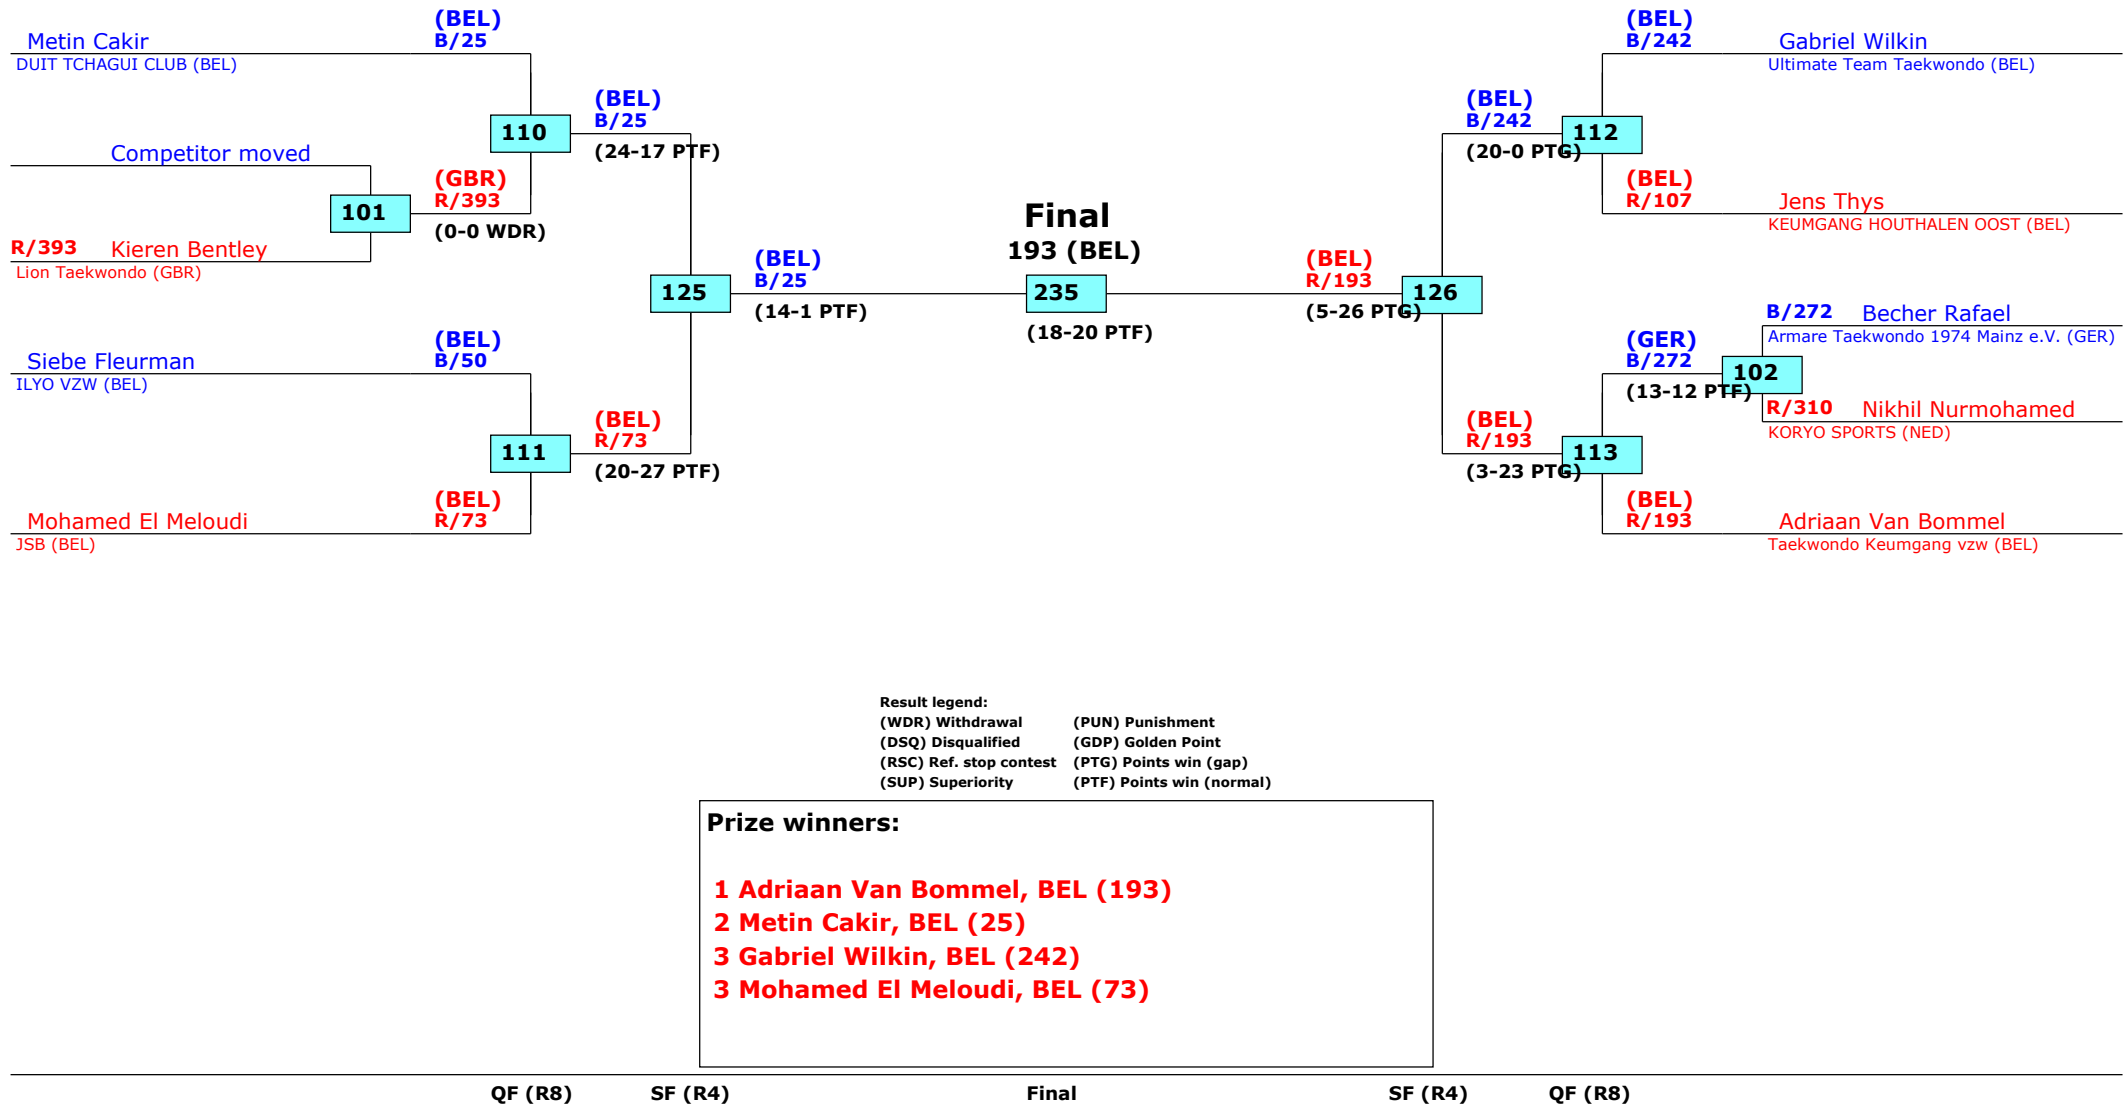 (BEL)
B/25
Metin Cakir
DUIT TCHAGUI CLUB (BEL)
110
(BEL)
B/25
(24-17 PTF)
Competitor moved
101
(GBR)
R/393
(0-0 WDR)
R/393 Kieren Bentley
Lion Taekwondo (GBR)
125
(BEL)
B/25
(14-1 PTF)
(BEL)
B/50
Siebe Fleurman
ILYO VZW (BEL)
111
(BEL)
R/73
(20-27 PTF)
(BEL)
R/73
Mohamed El Meloudi
JSB (BEL)
Final
193 (BEL)
235
(18-20 PTF)
(BEL)
B/242
Gabriel Wilkin
Ultimate Team Taekwondo (BEL)
(BEL)
B/242
112
(20-0 PTG)
(BEL)
R/107
Jens Thys
KEUMGANG HOUTHALEN OOST (BEL)
(BEL)
R/193
126
(5-26 PTG)
B/272 Becher Rafael
Armare Taekwondo 1974 Mainz e.V. (GER)
(GER)
B/272
102
(13-12 PTF)
R/310 Nikhil Nurmohamed
KORYO SPORTS (NED)
(BEL)
R/193
113
(3-23 PTG)
(BEL)
R/193
Adriaan Van Bommel
Taekwondo Keumgang vzw (BEL)
Result legend:
(WDR) Withdrawal (PUN) Punishment
(DSQ) Disqualified (GDP) Golden Point
(RSC) Ref. stop contest (PTG) Points win (gap)
(SUP) Superiority (PTF) Points win (normal)
Prize winners:
1 Adriaan Van Bommel, BEL (193)
2 Metin Cakir, BEL (25)
3 Gabriel Wilkin, BEL (242)
3 Mohamed El Meloudi, BEL (73)
QF (R8) SF (R4) Final SF (R4) QF (R8)